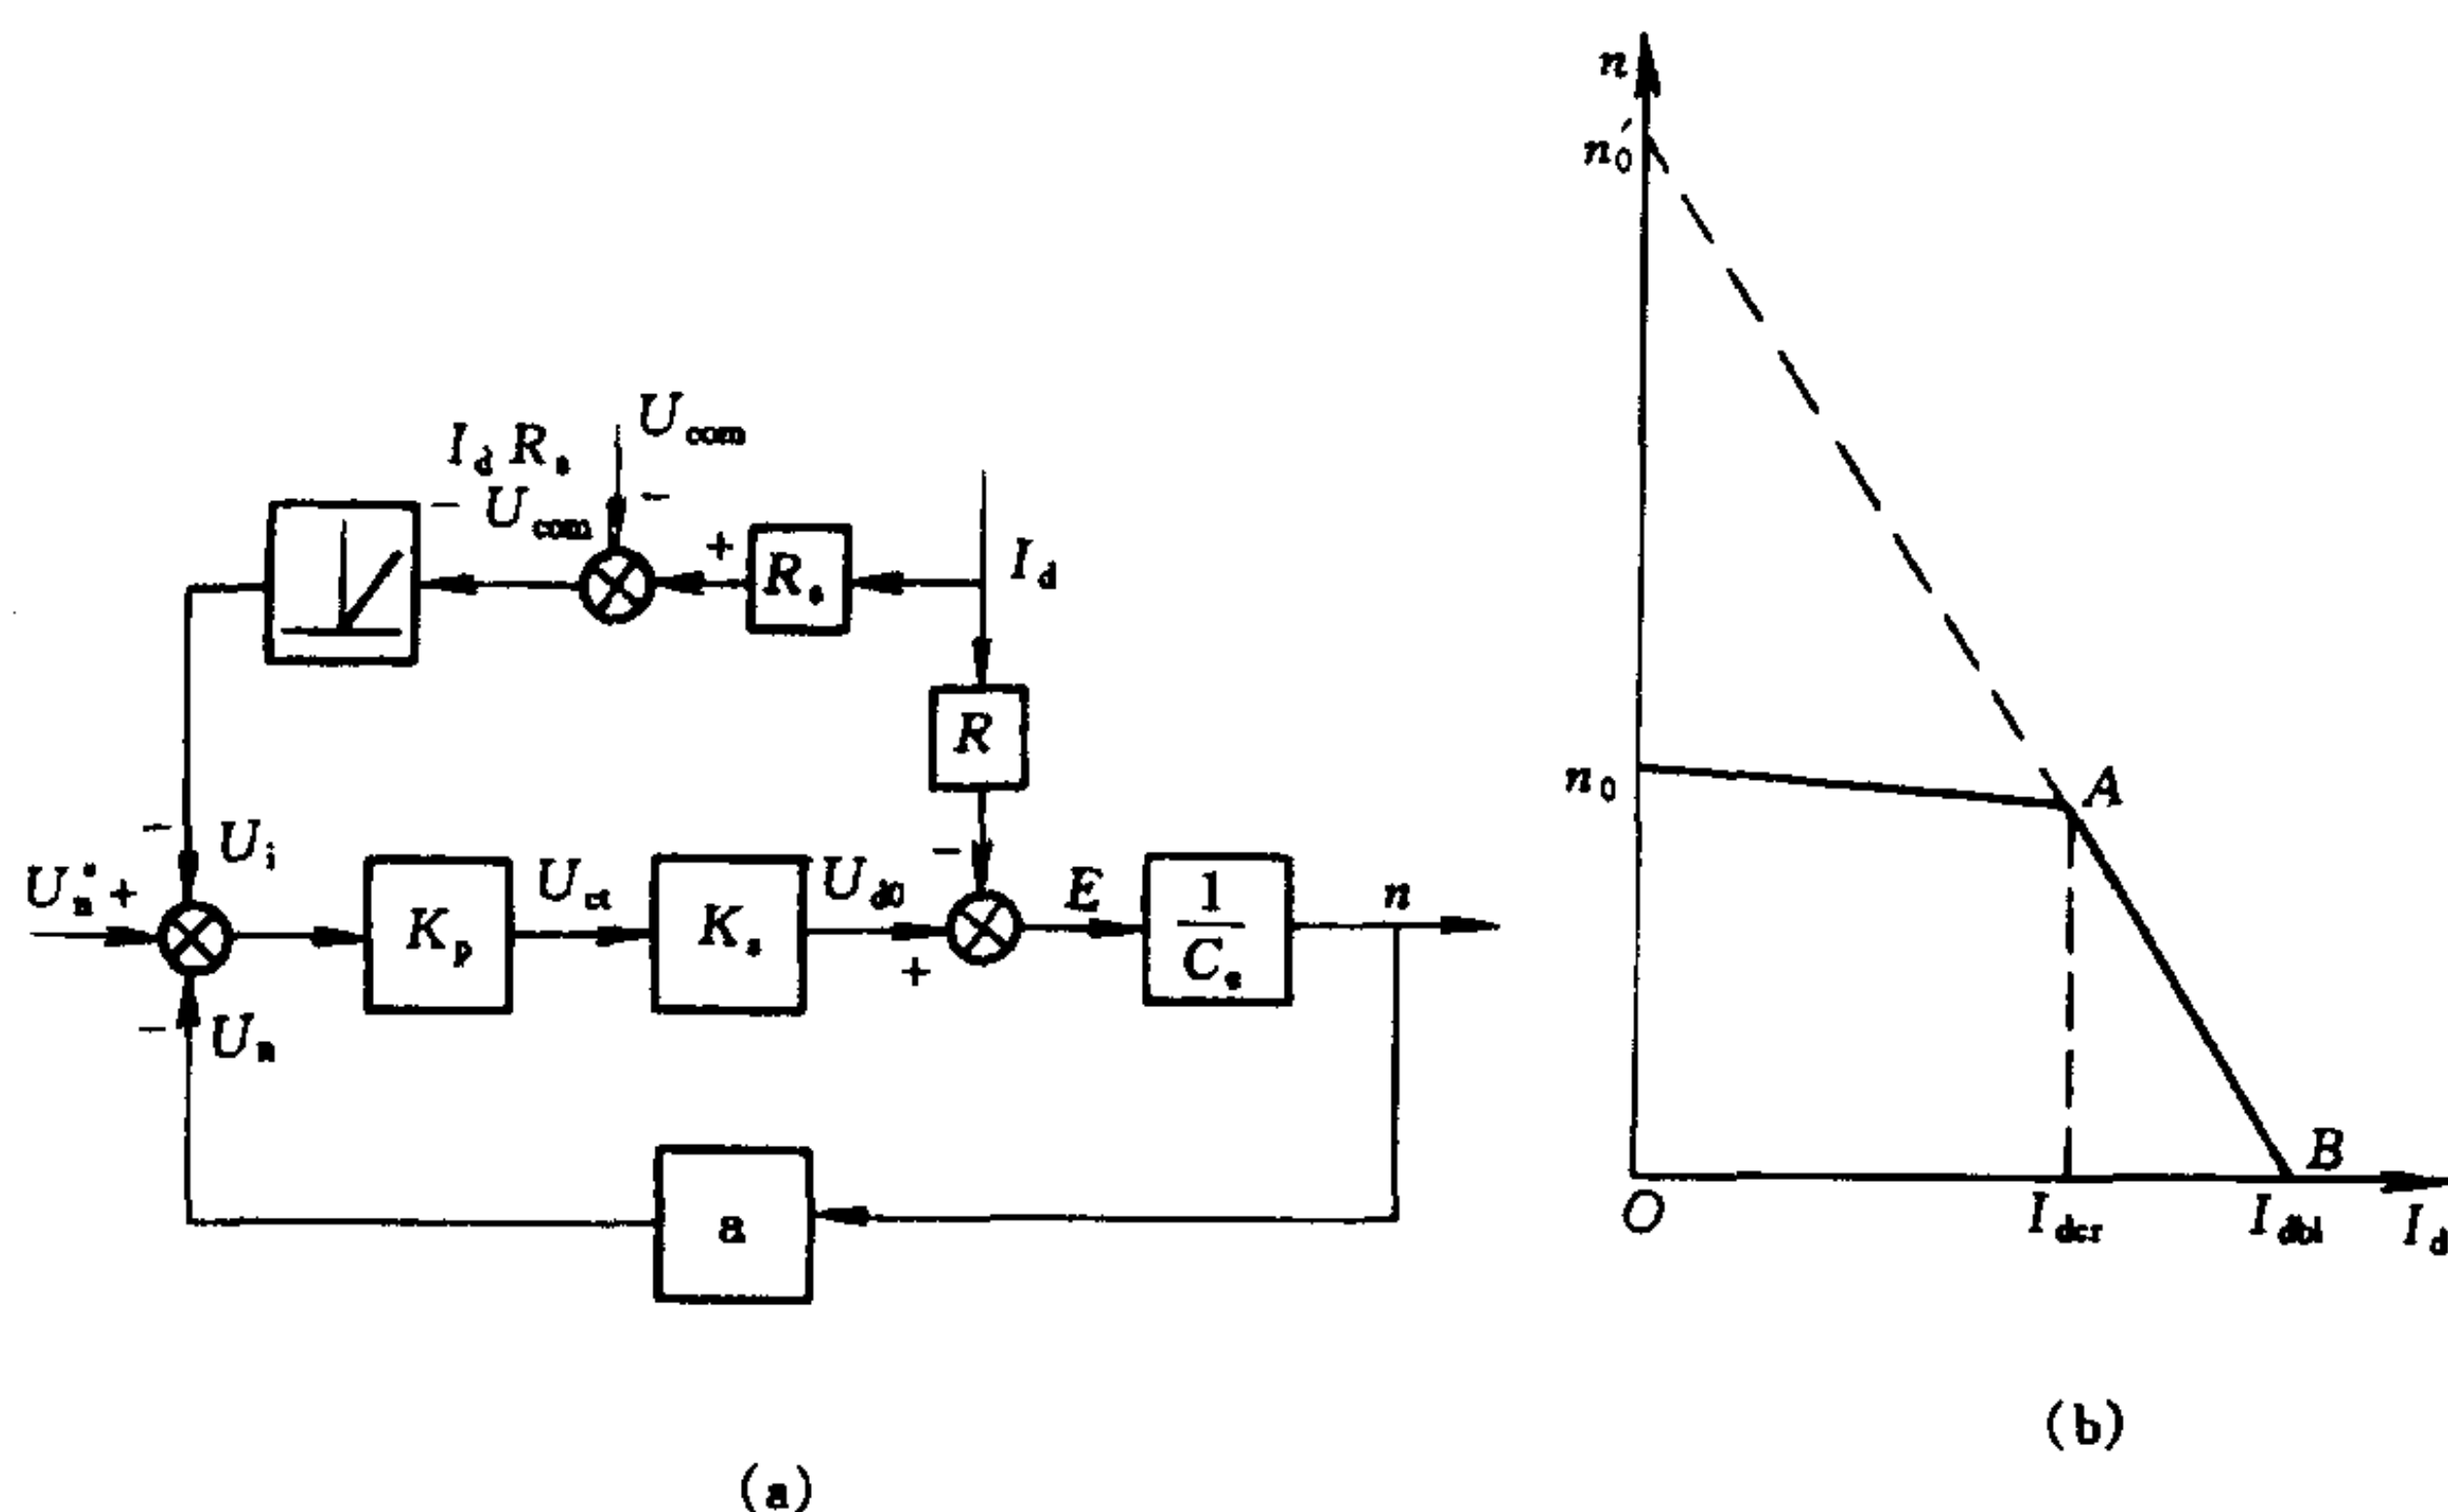 U_com
I_d R_s
- U_com
-
+
R_s
I_d
R
-
U_i
U_n^* +
K_p
U_ct
K_s
U_d0
-
+
E
1
C_e
n
-
U_n
a
(a)
n
n_0'
n_0
A
B
O
I_dcr
I_dbl
I_d
(b)